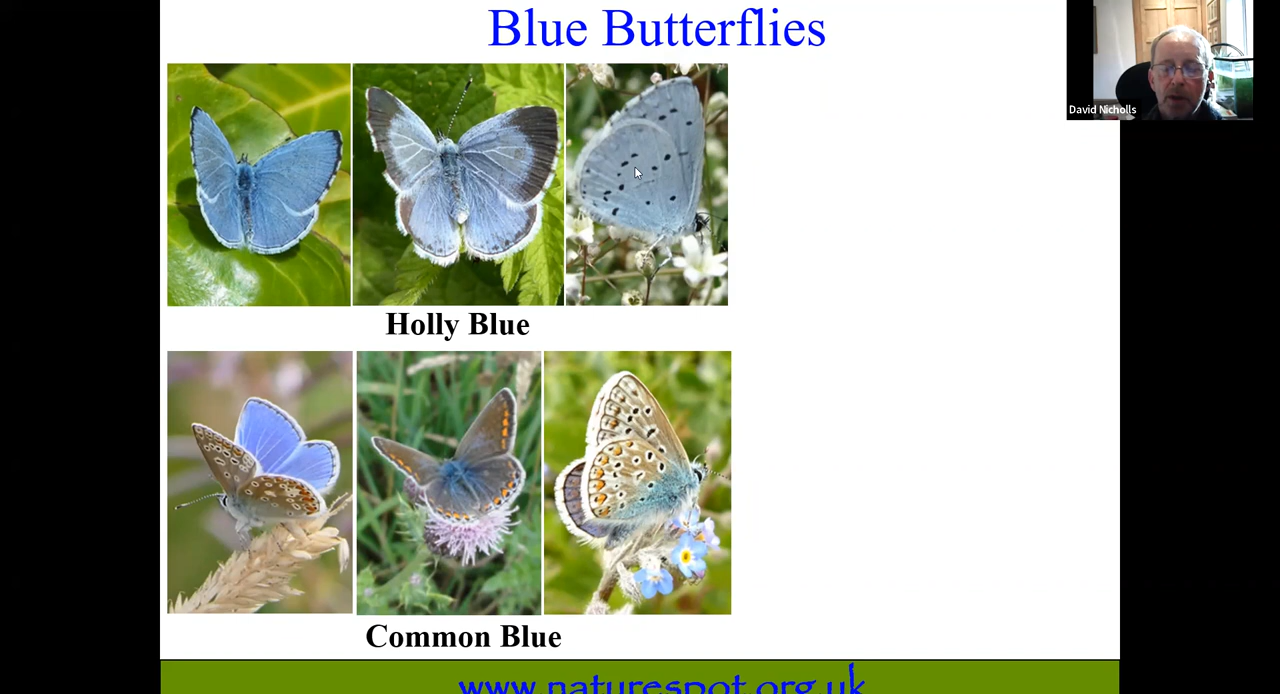 Blue Butterflies
David Nicholls
Holly Blue
Common Blue
www.naturespot.org.uk